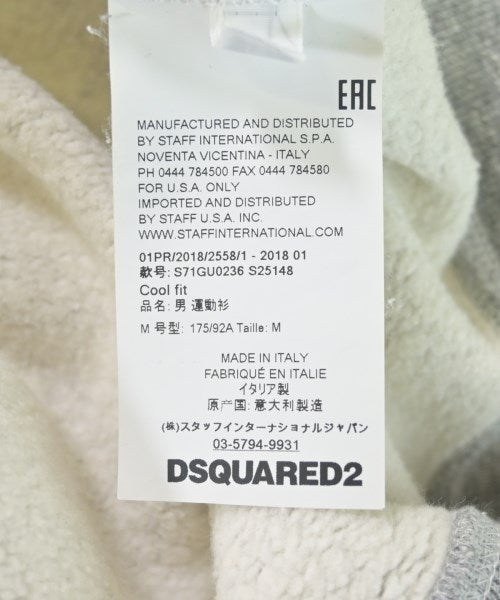 EAC
MANUFACTURED AND DISTRIBUTED
BY STAFF INTERNATIONAL S.P.A.
NOVENTA VICENTINA - ITALY
PH 0444 784500 FAX 0444 784580
FOR U.S.A. ONLY
IMPORTED AND DISTRIBUTED
BY STAFF U.S.A. INC.
WWW.STAFFINTERNATIONAL.COM
01PR/2018/2558/1 - 2018 01
款号: S71GU0236 S25148
Cool fit
品名: 男 運動衫
M 号型: 175/92A Taille: M
MADE IN ITALY
FABRIQUÉ EN ITALIE
イタリア製
原产国: 意大利製造
(株)スタッフインターナショナルジャパン
03-5794-9931
DSQUARED2